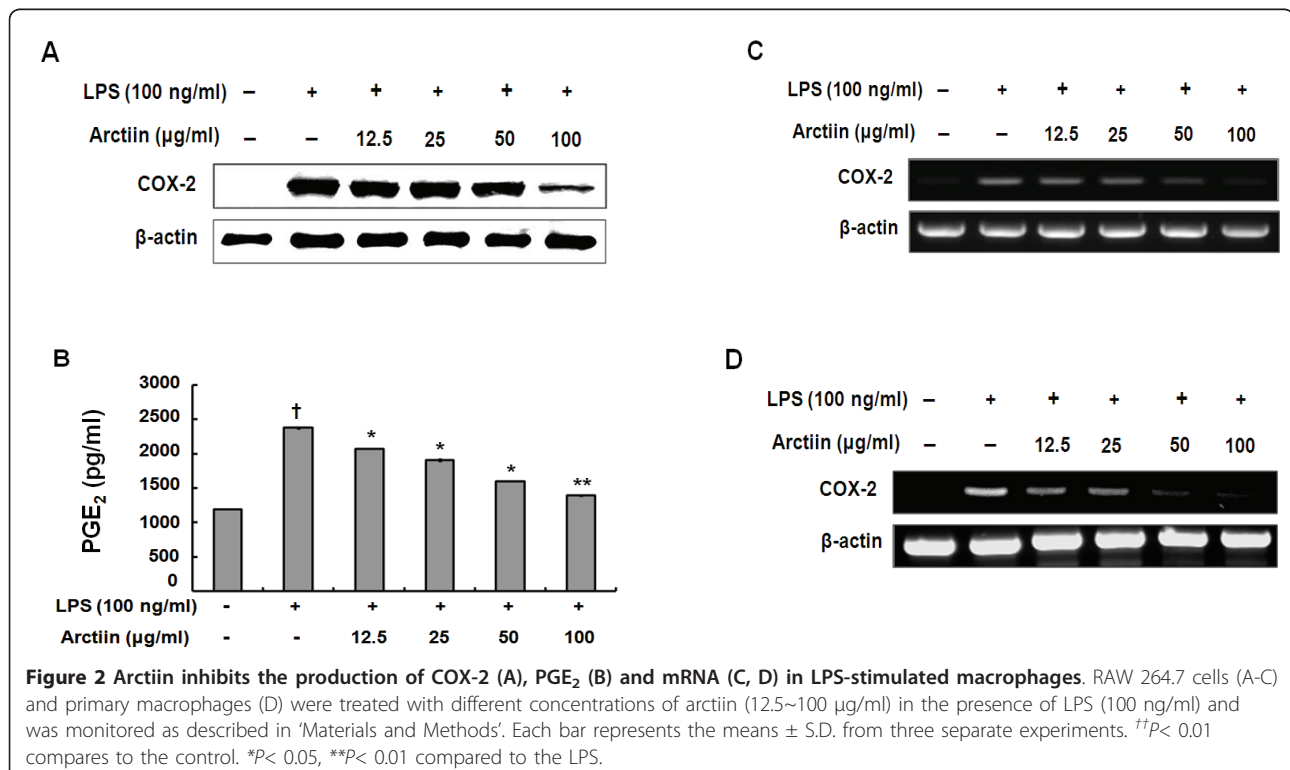 A
LPS (100 ng/ml) – + + + + +
Arctiin (µg/ml) – – 12.5 25 50 100
COX-2
β-actin
B
PGE₂ (pg/ml)
3000
2500
2000
1500
1000
500
0
† * * * **
LPS (100 ng/ml) - + + + + +
Arctiin (µg/ml) - - 12.5 25 50 100
C
LPS (100 ng/ml) – + + + + +
Arctiin (µg/ml) – – 12.5 25 50 100
COX-2
β-actin
D
LPS (100 ng/ml) – + + + + +
Arctiin (µg/ml) – – 12.5 25 50 100
COX-2
β-actin
Figure 2 Arctiin inhibits the production of COX-2 (A), PGE₂ (B) and mRNA (C, D) in LPS-stimulated macrophages. RAW 264.7 cells (A-C)
and primary macrophages (D) were treated with different concentrations of arctiin (12.5~100 μg/ml) in the presence of LPS (100 ng/ml) and
was monitored as described in ‘Materials and Methods’. Each bar represents the means ± S.D. from three separate experiments. ††P< 0.01
compares to the control. *P< 0.05, **P< 0.01 compared to the LPS.